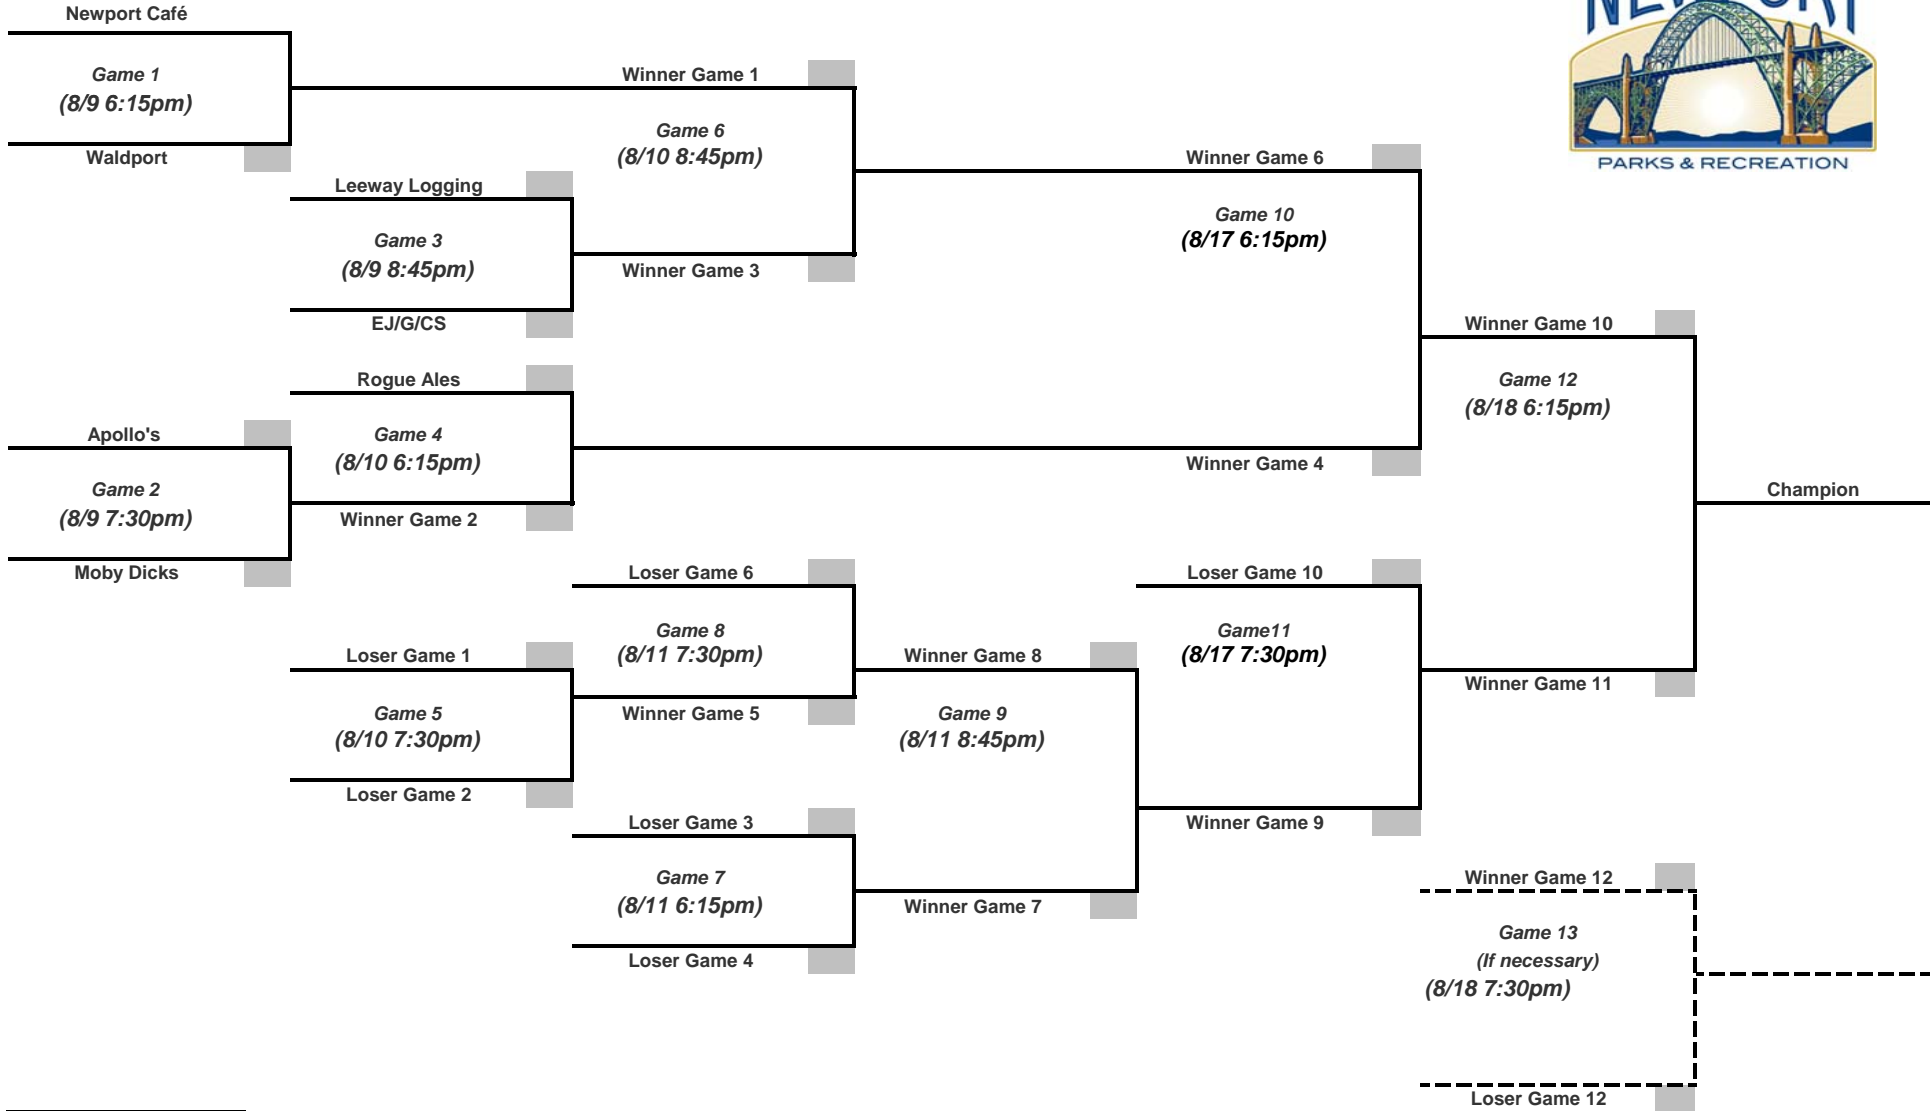 Newport Café
Game 1
(8/9 6:15pm)
Waldport
Leeway Logging
Game 3
(8/9 8:45pm)
EJ/G/CS
Rogue Ales
Apollo's
Game 4
(8/10 6:15pm)
Game 2
(8/9 7:30pm)
Winner Game 2
Moby Dicks
Winner Game 1
Game 6
(8/10 8:45pm)
Winner Game 3
Winner Game 6
Game 10
(8/17 6:15pm)
Winner Game 4
Winner Game 10
Game 12
(8/18 6:15pm)
Champion
Loser Game 6
Game 8
(8/11 7:30pm)
Winner Game 5
Loser Game 1
Game 5
(8/10 7:30pm)
Loser Game 2
Loser Game 3
Game 7
(8/11 6:15pm)
Loser Game 4
Winner Game 8
Game 9
(8/11 8:45pm)
Winner Game 7
Loser Game 10
Game11
(8/17 7:30pm)
Winner Game 9
Winner Game 11
Winner Game 12
Game 13
(If necessary)
(8/18 7:30pm)
Loser Game 12
NEWPORT
PARKS & RECREATION